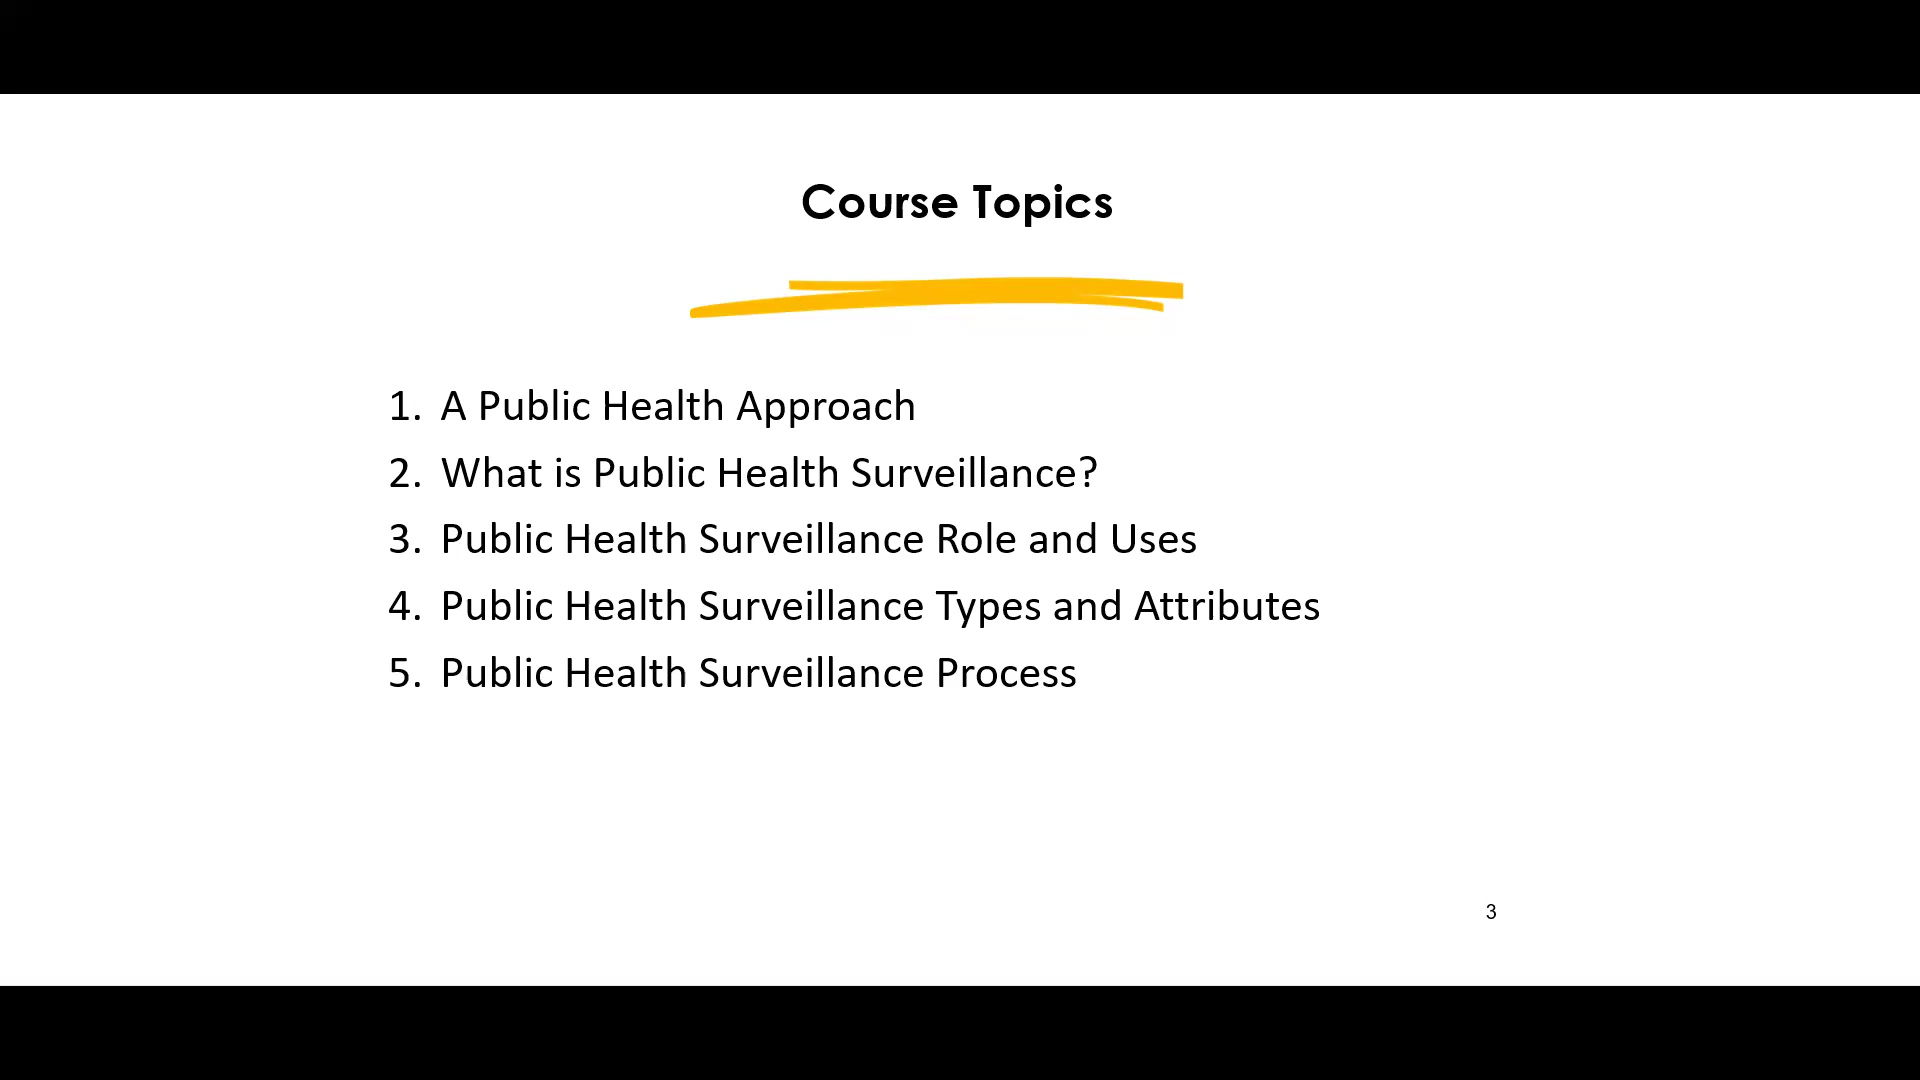 Course Topics
1. A Public Health Approach
2. What is Public Health Surveillance?
3. Public Health Surveillance Role and Uses
4. Public Health Surveillance Types and Attributes
5. Public Health Surveillance Process
3